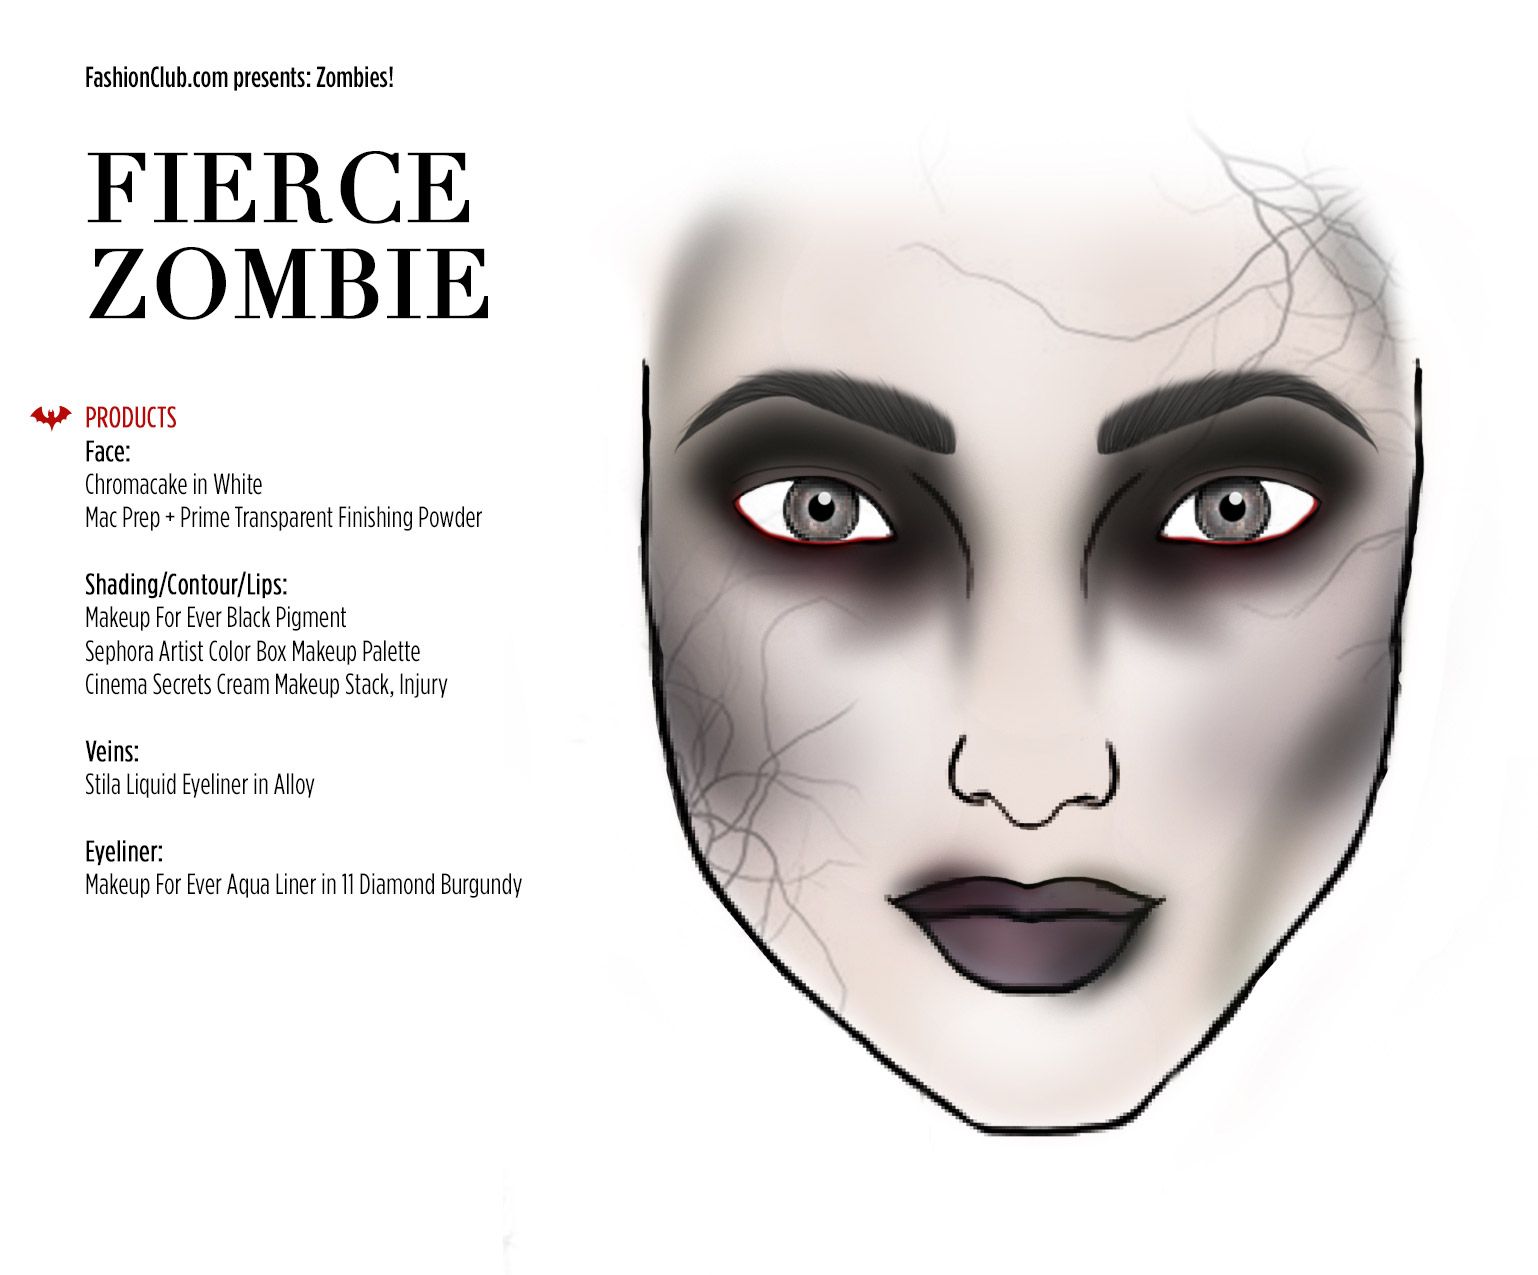 FashionClub.com presents: Zombies!
FIERCE
ZOMBIE
PRODUCTS
Face:
Chromacake in White
Mac Prep + Prime Transparent Finishing Powder
Shading/Contour/Lips:
Makeup For Ever Black Pigment
Sephora Artist Color Box Makeup Palette
Cinema Secrets Cream Makeup Stack, Injury
Veins:
Stila Liquid Eyeliner in Alloy
Eyeliner:
Makeup For Ever Aqua Liner in 11 Diamond Burgundy